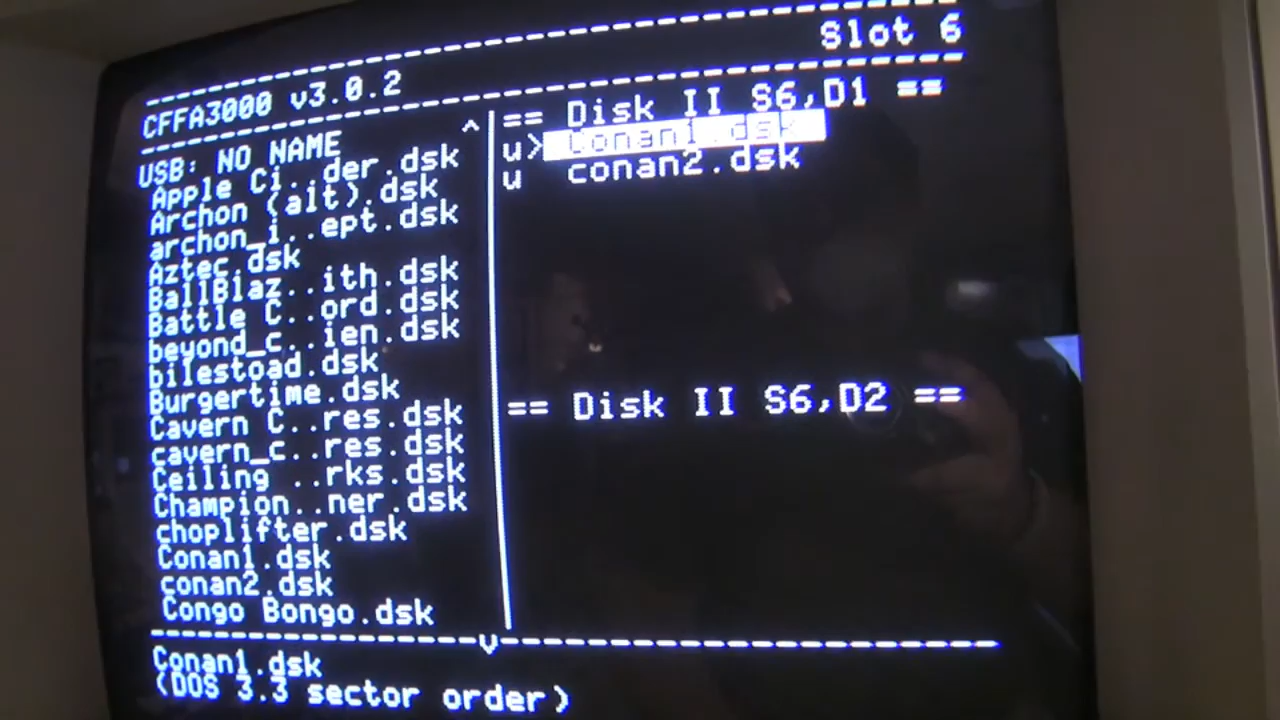 Slot 6
CFFA3000 v3.0.2
USB: NO NAME
Apple Ci..der.dsk
Archon (alt).dsk
archon_i..ept.dsk
Aztec.dsk
BallBlaz..ith.dsk
Battle C..ord.dsk
beyond_c..ien.dsk
bilestoad.dsk
Burgertime.dsk
Cavern C..res.dsk
cavern_c..res.dsk
Ceiling ..rks.dsk
Champion..ner.dsk
choplifter.dsk
Conan1.dsk
conan2.dsk
Congo Bongo.dsk
== Disk II S6,D1 ==
u> Conan1.dsk
u conan2.dsk
== Disk II S6,D2 ==
Conan1.dsk
(DOS 3.3 sector order)